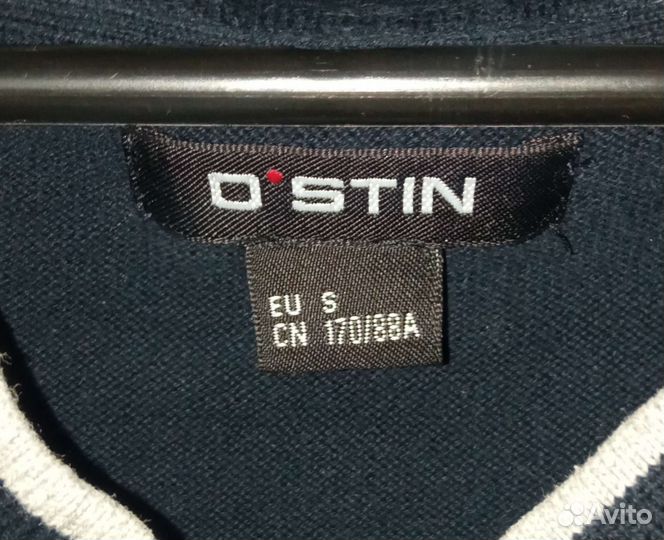 O'STIN
EU S
CN 170/88A
Avito